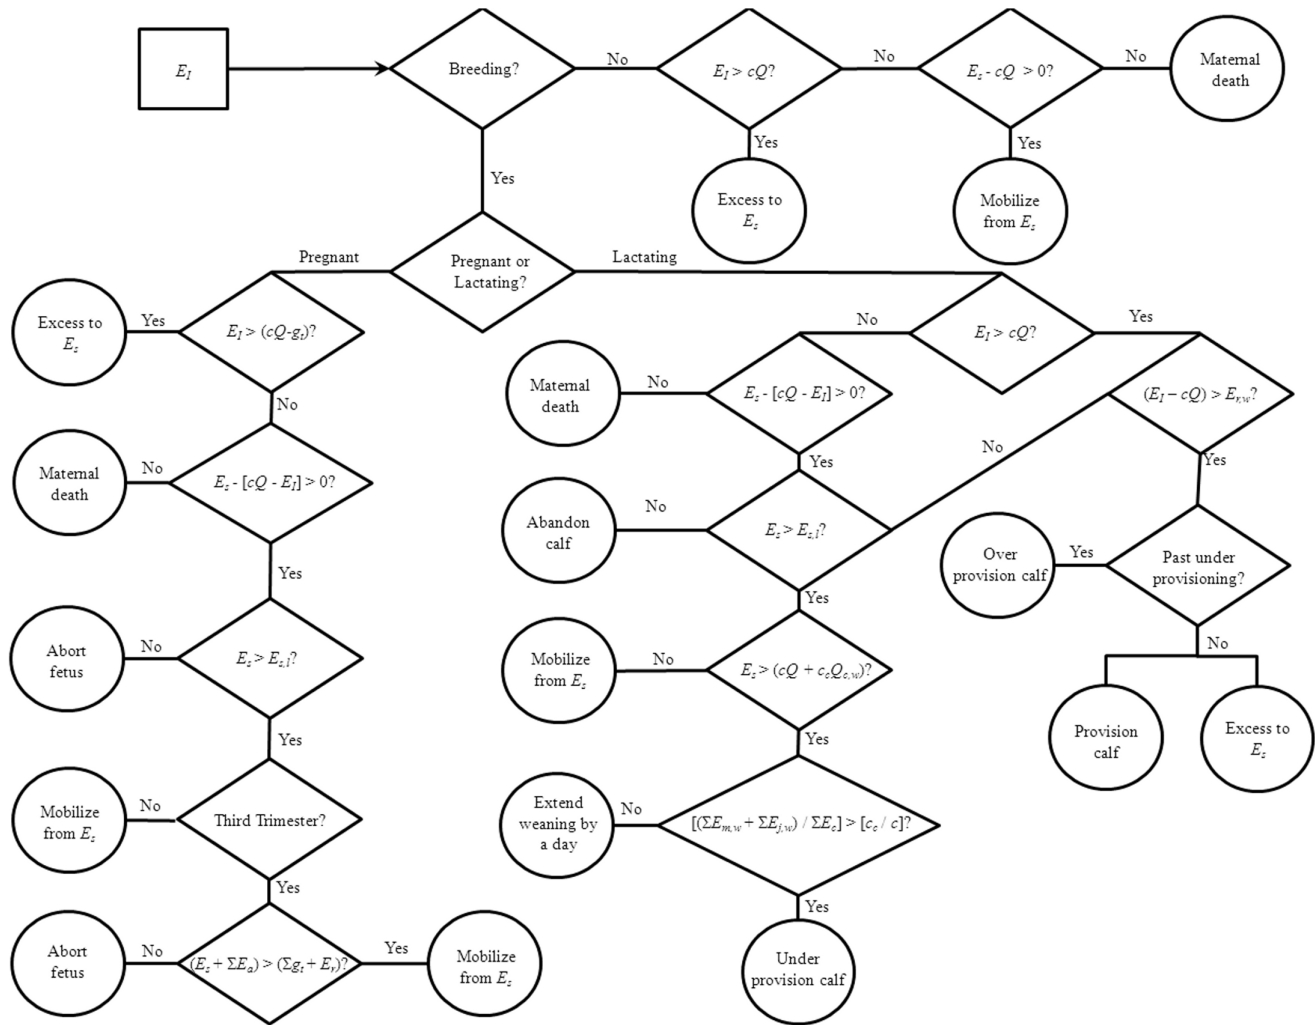 E_I
Breeding?
No
E_I > cQ?
No
E_s - cQ > 0?
No
Maternal
death
Yes
Yes
Yes
Excess to
E_s
Mobilize
from E_s
Pregnant
Pregnant or
Lactating?
Lactating
Excess to
E_s
Yes
E_I > (cQ-g_t)?
No
E_I > cQ?
Yes
No
Maternal
death
No
E_s - [cQ - E_I] > 0?
(E_I – cQ) > E_r,w?
No
Yes
Yes
Maternal
death
No
E_s - [cQ - E_I] > 0?
Abandon
calf
No
E_s > E_s,l?
Over
provision calf
Yes
Past under
provisioning?
Yes
Yes
No
Abort
fetus
No
E_s > E_s,l?
Mobilize
from E_s
No
E_s > (cQ + c_cQ_c,w)?
Yes
Yes
Provision
calf
Excess to
E_s
Mobilize
from E_s
No
Third Trimester?
Extend
weaning by
a day
No
[(ΣE_m,w + ΣE_j,w) / ΣE_c] > [c_c / c]?
Yes
Yes
Abort
fetus
No
(E_s + ΣE_a) > (Σg_t + E_r)?
Yes
Mobilize
from E_s
Under
provision calf